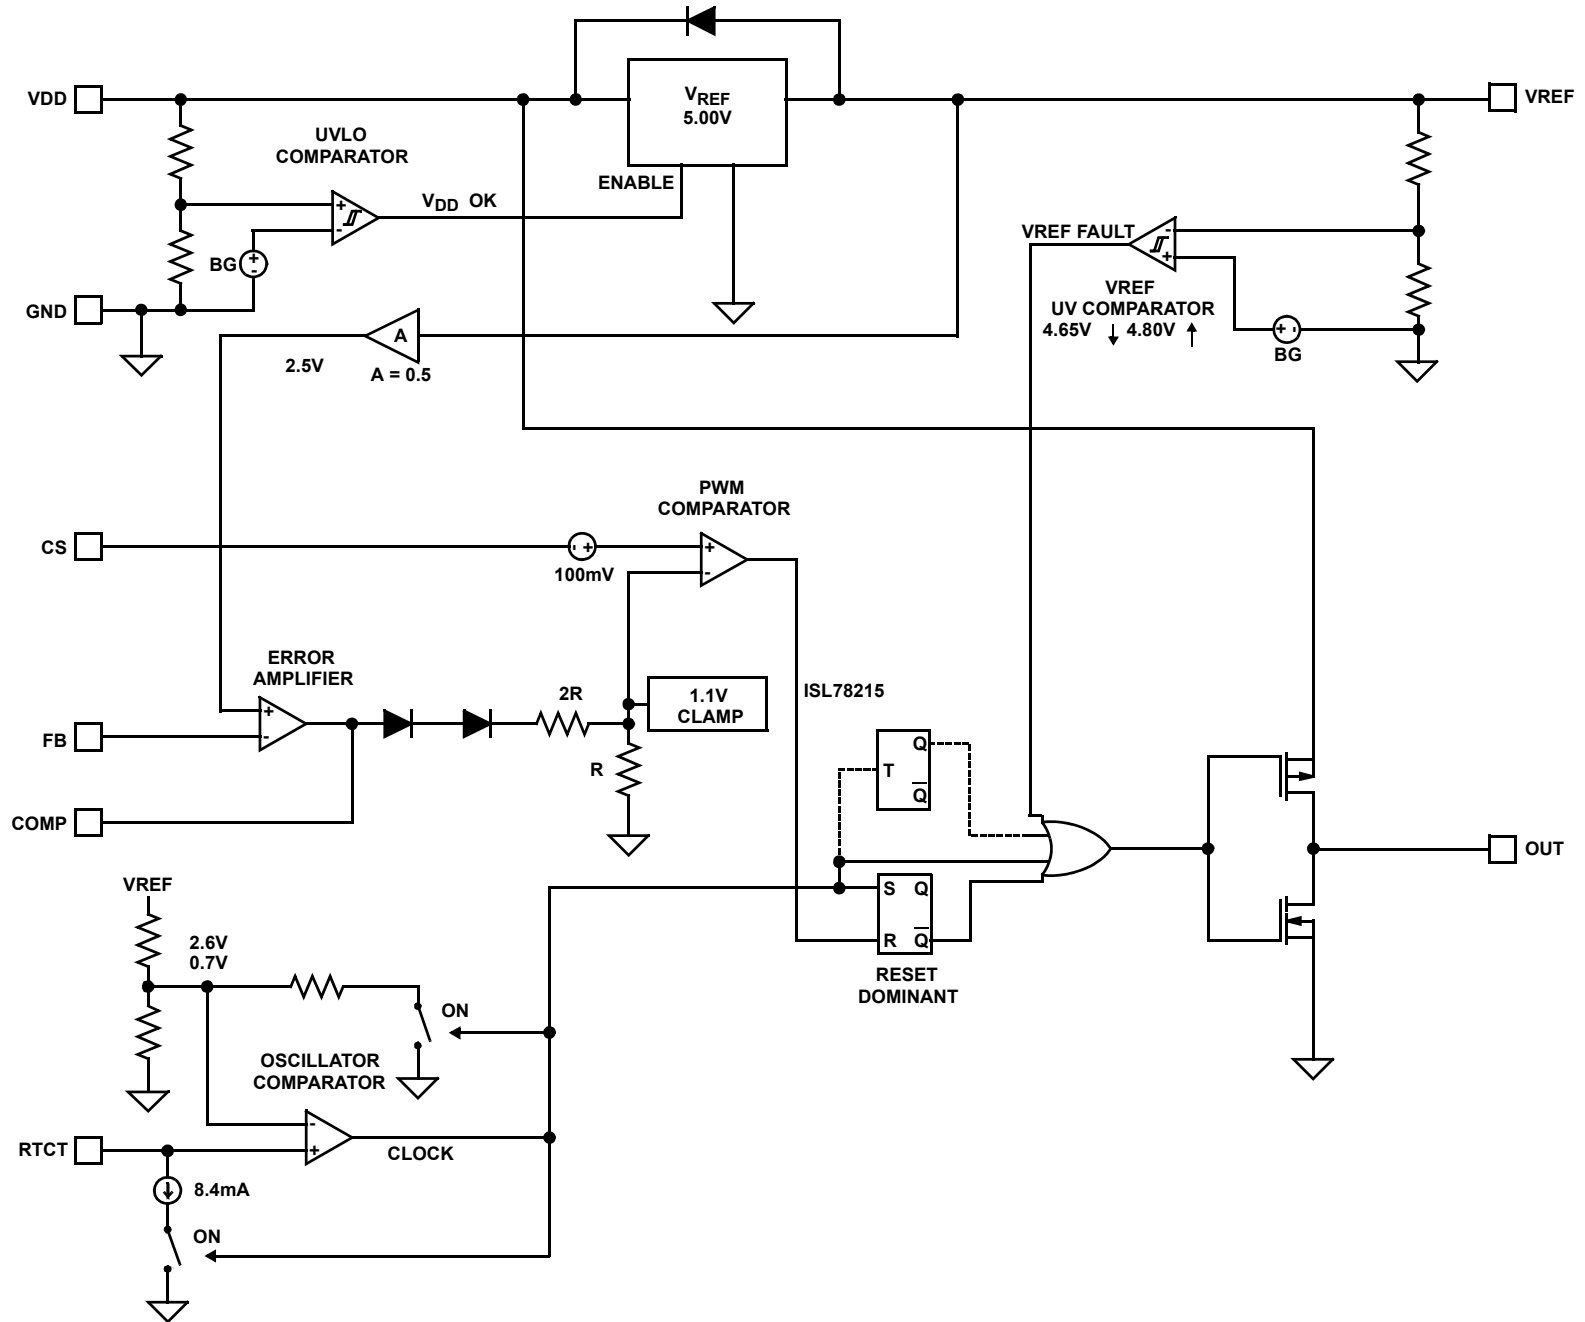 VDD
V_REF
5.00V
VREF
UVLO
COMPARATOR
ENABLE
+
V_DD OK
-
BG
+
-
GND
VREF FAULT
-
+
VREF
UV COMPARATOR
4.65V ↓ 4.80V ↑
+ -
BG
A
2.5V
A = 0.5
PWM
COMPARATOR
CS
- +
100mV
+
-
ERROR
AMPLIFIER
+
-
FB
2R
1.1V
CLAMP
ISL78215
R
COMP
T
Q
Q̅
OUT
S Q
R Q̅
RESET
DOMINANT
VREF
2.6V
0.7V
ON
OSCILLATOR
COMPARATOR
-
+
RTCT
CLOCK
8.4mA
ON